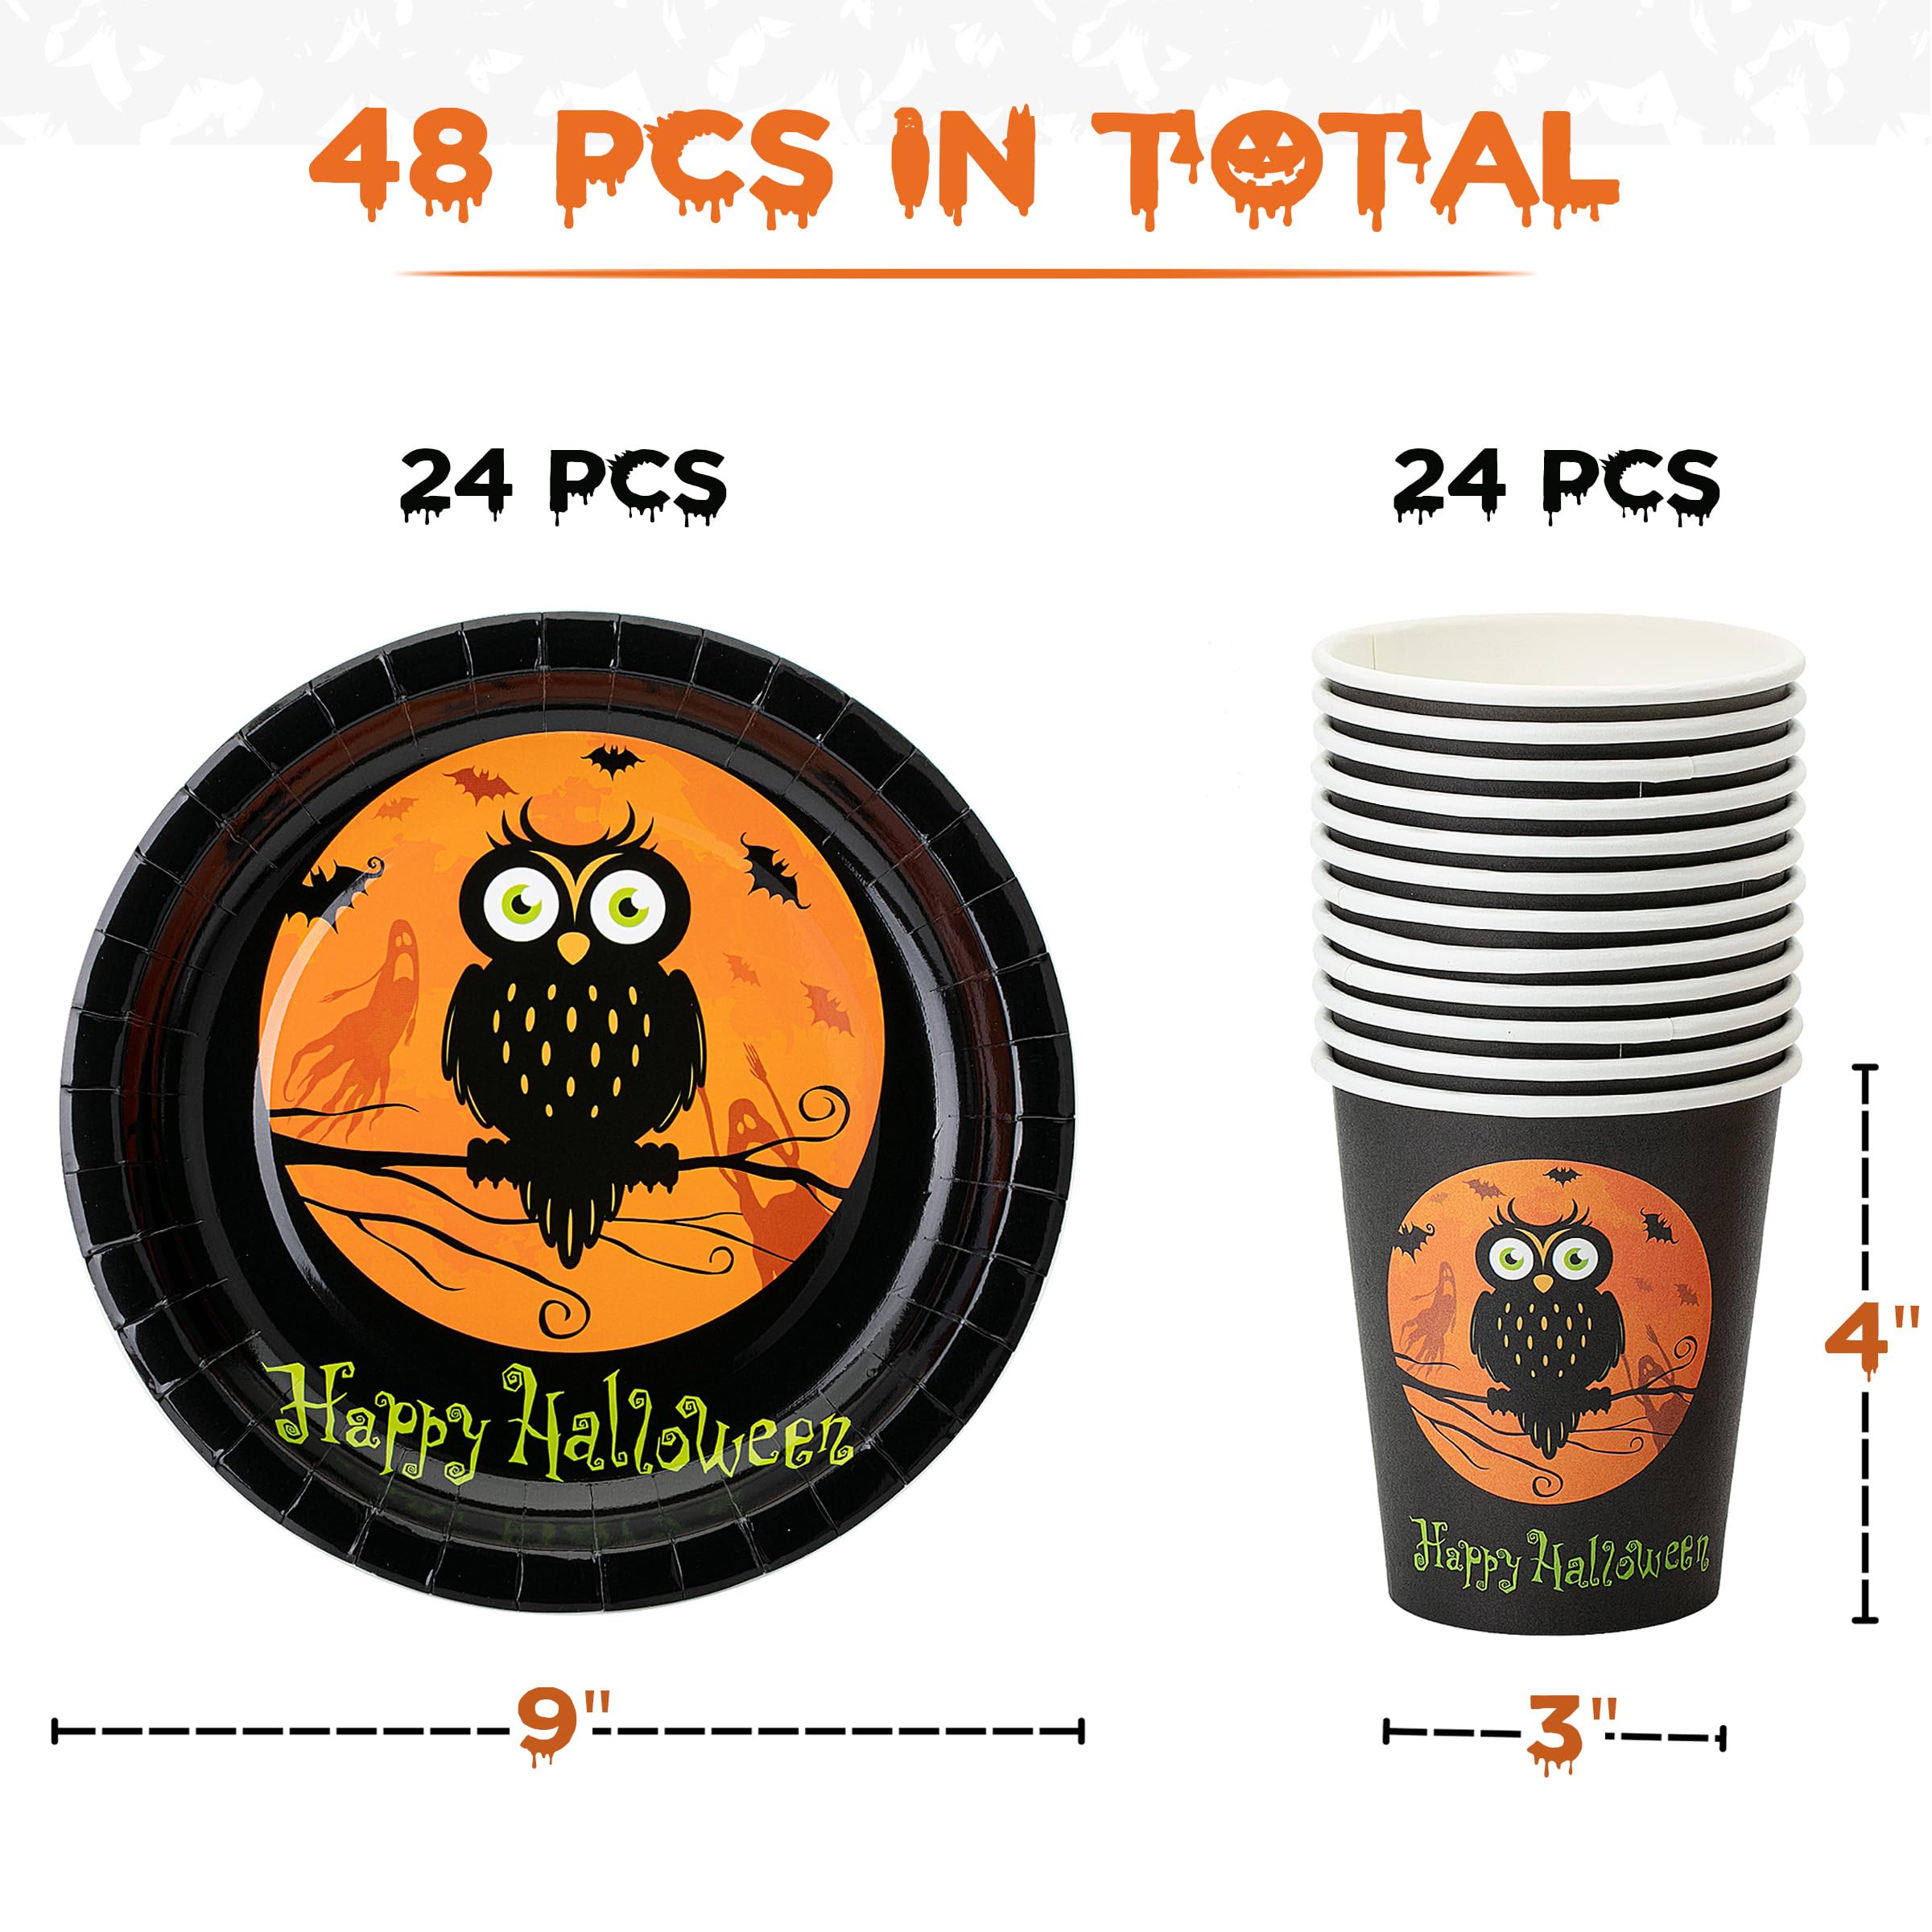 48 PCS IN TOTAL
24 PCS
24 PCS
Happy Halloween
Happy Halloween
4"
9"
3"